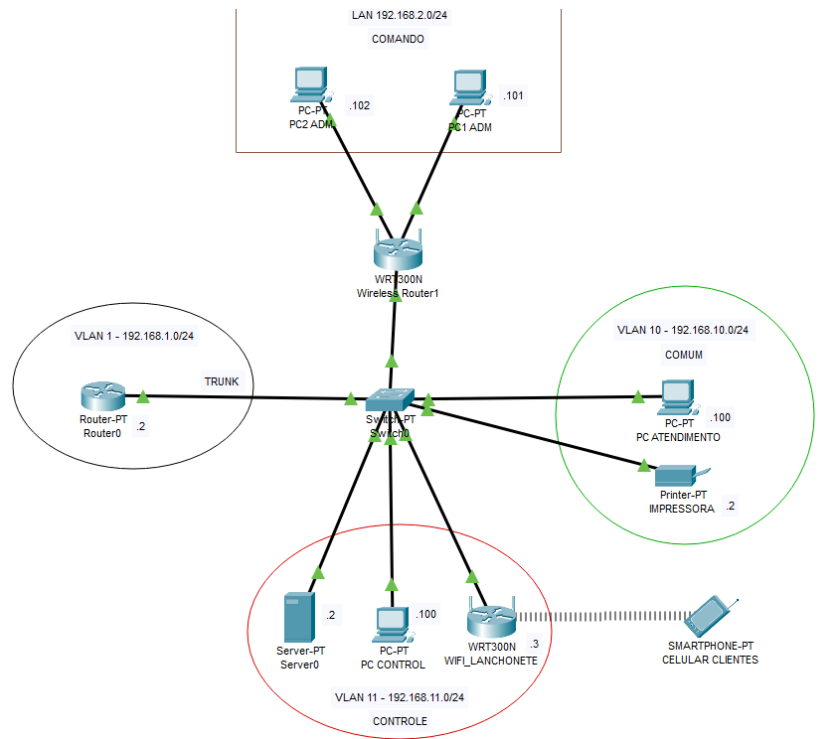 LAN 192.168.2.0/24
COMANDO
PC-PT
PC2 ADM
.102
PC-PT
PC1 ADM
.101
WRT300N
Wireless Router1
VLAN 1 - 192.168.1.0/24
TRUNK
Router-PT
Router0
.2
Switch-PT
Switch0
VLAN 10 - 192.168.10.0/24
COMUM
PC-PT
PC ATENDIMENTO
.100
Printer-PT
IMPRESSORA
.2
Server-PT
Server0
.2
PC-PT
PC CONTROL
.100
WRT300N
WIFI_LANCHONETE
.3
SMARTPHONE-PT
CELULAR CLIENTES
VLAN 11 - 192.168.11.0/24
CONTROLE